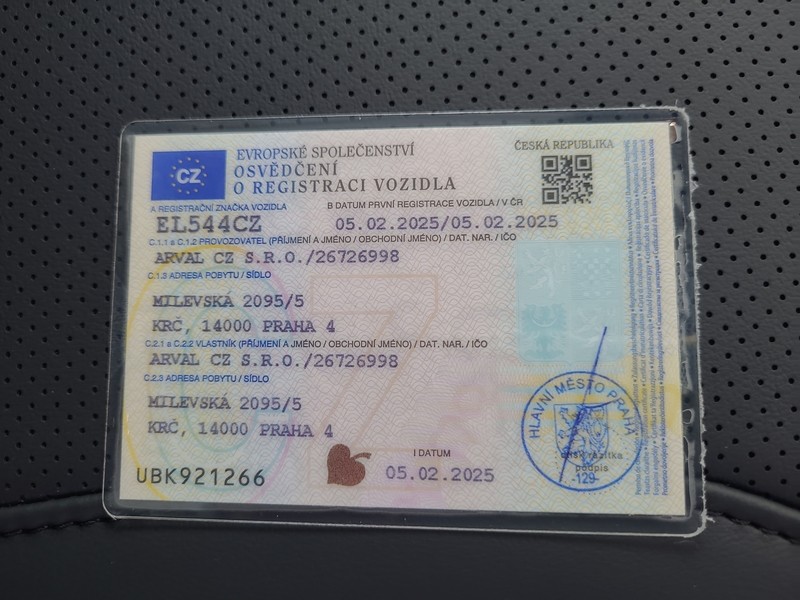 EVROPSKÉ SPOLEČENSTVÍ
ČESKÁ REPUBLIKA
CZ
OSVĚDČENÍ
O REGISTRACI VOZIDLA
A REGISTRAČNÍ ZNAČKA VOZIDLA
B DATUM PRVNÍ REGISTRACE VOZIDLA / V ČR
EL544CZ
05.02.2025/05.02.2025
C.1.1 a C.1.2 PROVOZOVATEL (PŘÍJMENÍ A JMÉNO / OBCHODNÍ JMÉNO) / DAT. NAR. / IČO
ARVAL CZ S.R.O./26726998
C.1.3 ADRESA POBYTU / SÍDLO
MILEVSKÁ 2095/5
KRČ, 14000 PRAHA 4
C.2.1 a C.2.2 VLASTNÍK (PŘÍJMENÍ A JMÉNO / OBCHODNÍ JMÉNO) / DAT. NAR. / IČO
ARVAL CZ S.R.O./26726998
C.2.3 ADRESA POBYTU / SÍDLO
MILEVSKÁ 2095/5
KRČ, 14000 PRAHA 4
HLAVNÍ MĚSTO PRAHA
razítka
podpis
-129-
I DATUM
05.02.2025
UBK921266